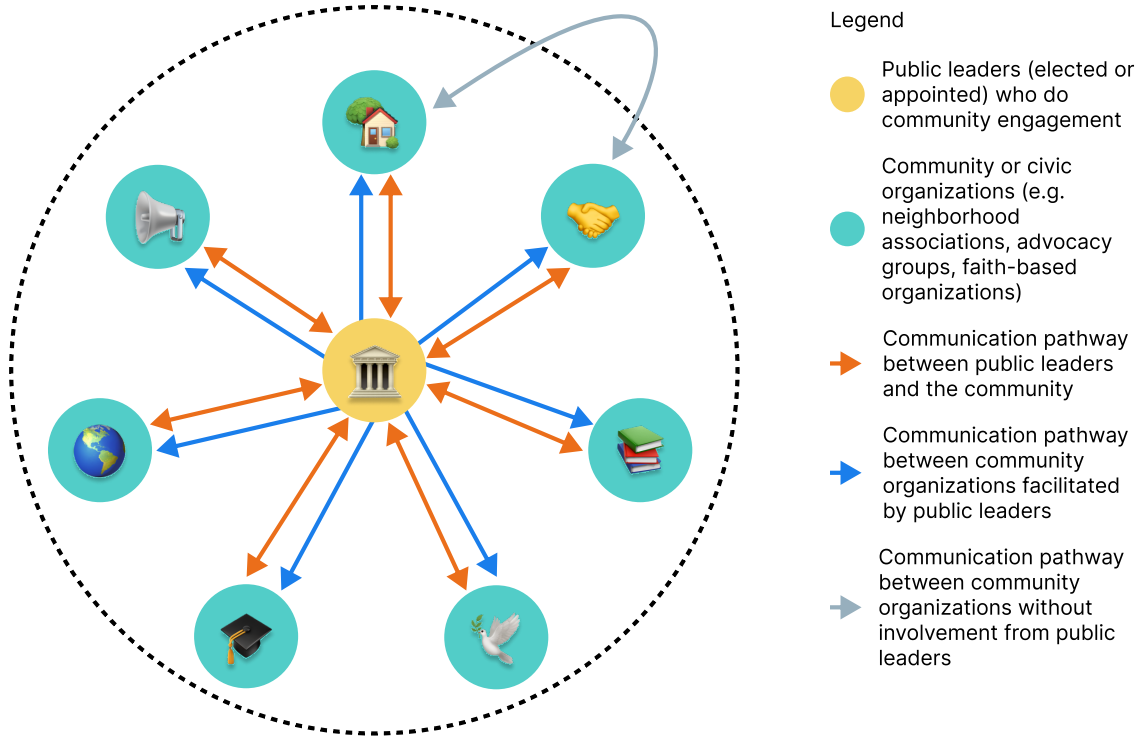 Legend
Public leaders (elected or
appointed) who do
community engagement
Community or civic
organizations (e.g.
neighborhood
associations, advocacy
groups, faith-based
organizations)
Communication pathway
between public leaders
and the community
Communication pathway
between community
organizations facilitated
by public leaders
Communication pathway
between community
organizations without
involvement from public
leaders